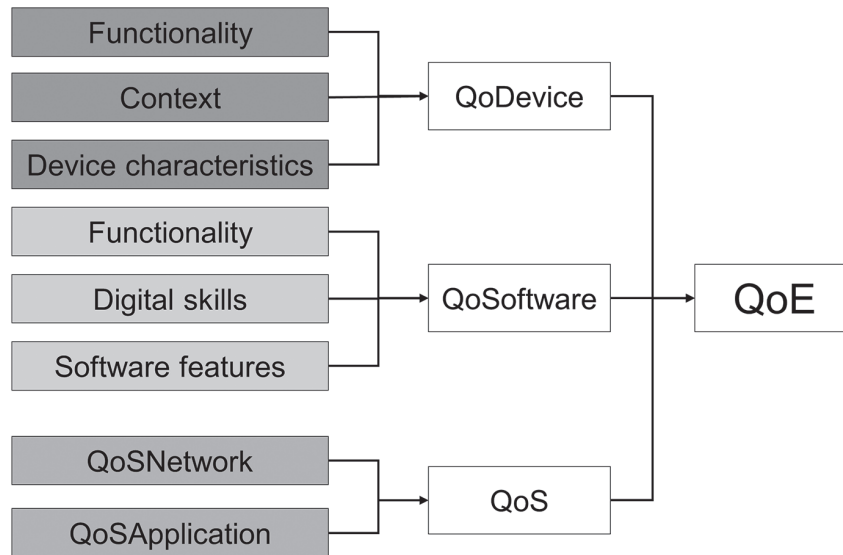 Functionality
Context
Device characteristics
QoDevice
Functionality
Digital skills
Software features
QoSoftware
QoE
QoSNetwork
QoSApplication
QoS